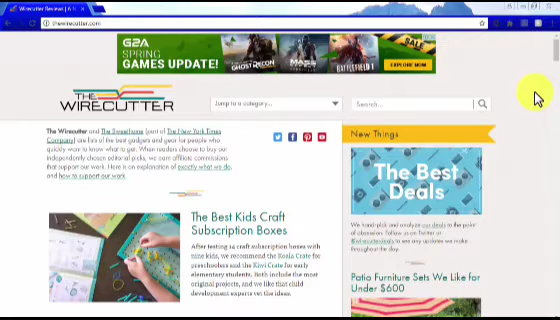 Wirecutter Reviews | A l
thewirecutter.com
G2A
SPRING
GAMES UPDATE!
GHOST RECON
MASS
BATTLEFIELD 1
SALE
EXPLORE NOW
THE
WIRECUTTER
Jump to a category...
Search...
The Wirecutter and The Sweethome (part of The New York Times
Company) are lists of the best gadgets and gear for people who
quickly want to know what to get. When readers choose to buy our
independently chosen editorial picks, we earn affiliate commissions
that support our work. Here is an explanation of exactly what we do,
and how to support our work.
New Things
The Best
Deals
We hand-pick and analyze our deals to the point
of obsession. Follow us on Twitter at
@wirecutterdeals to see any updates we make
throughout the day.
The Best Kids Craft
Subscription Boxes
After testing 14 craft subscription boxes with
nine kids, we recommend the Koala Crate for
preschoolers and the Kiwi Crate for early
elementary students. Both include the most
original projects, and we like that child
development experts vet the ideas.
Patio Furniture Sets We Like for
Under $600